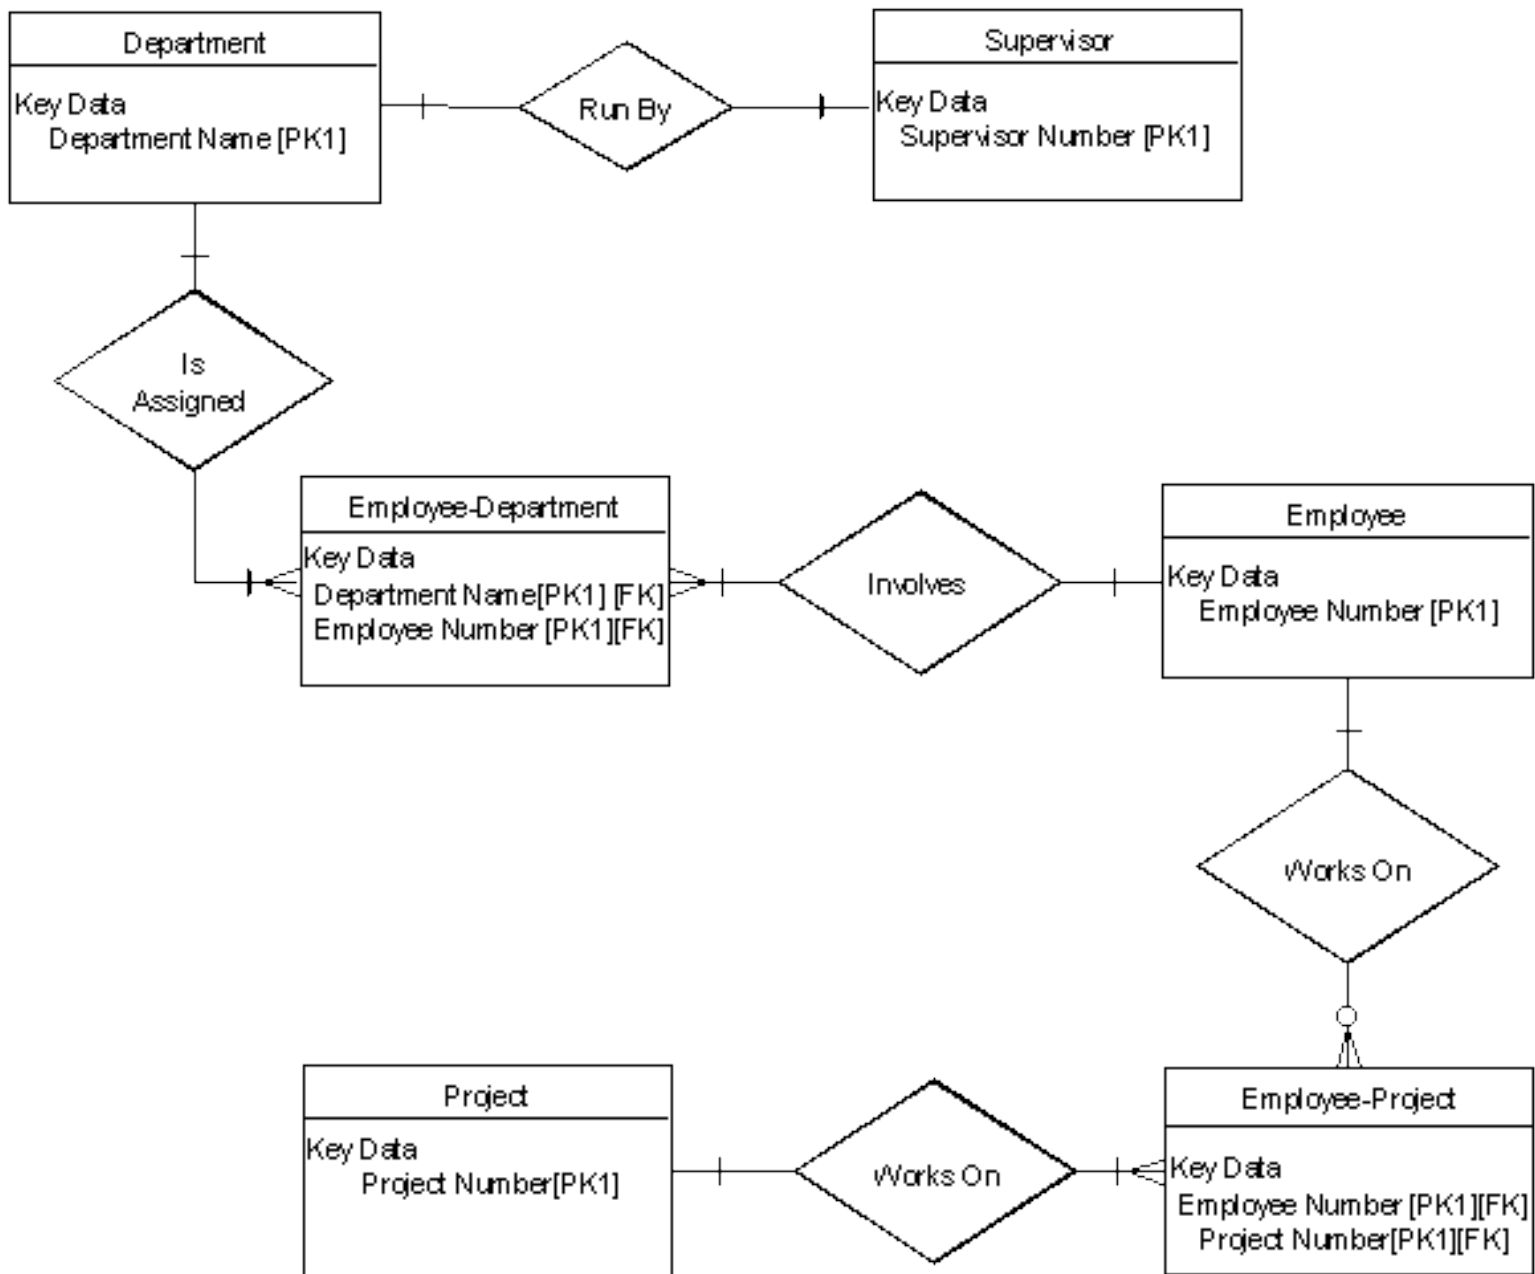 Department
Key Data
Department Name [PK1]
Run By
Supervisor
Key Data
Supervisor Number [PK1]
Is
Assigned
Employee-Department
Key Data
Department Name[PK1] [FK]
Employee Number [PK1][FK]
Involves
Employee
Key Data
Employee Number [PK1]
Works On
Project
Key Data
Project Number[PK1]
Works On
Employee-Project
Key Data
Employee Number [PK1][FK]
Project Number[PK1][FK]